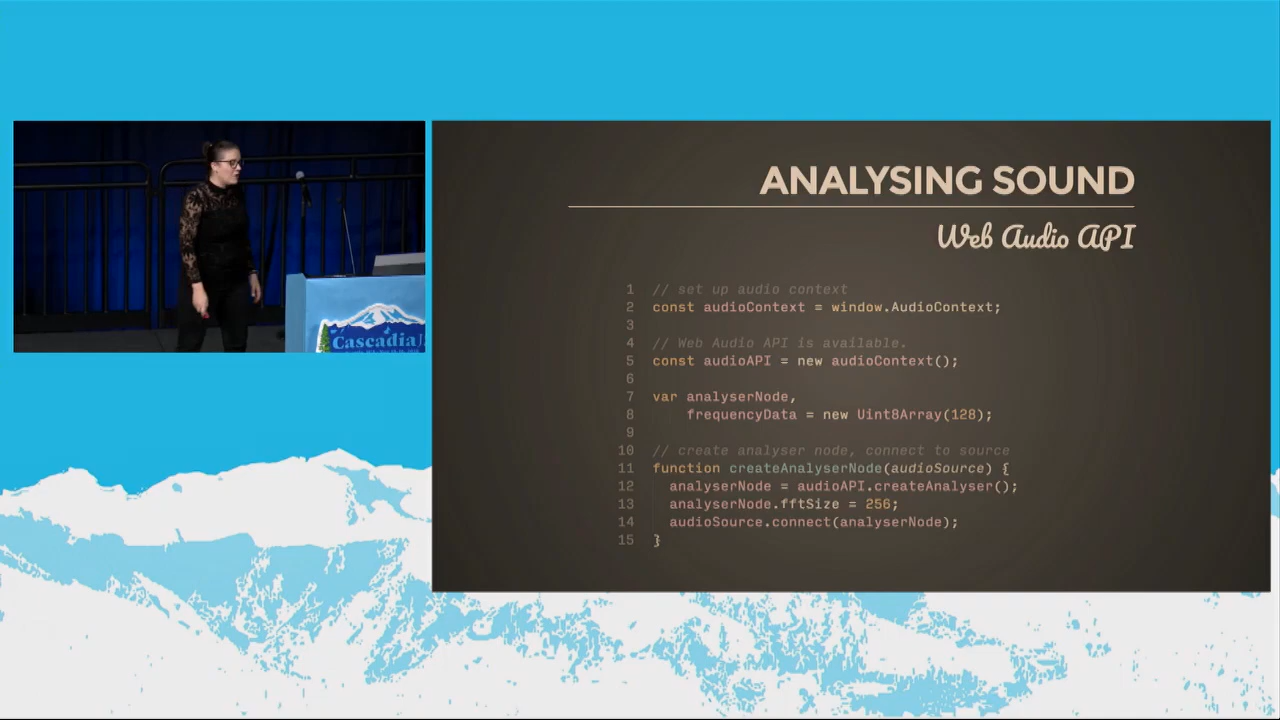 ANALYSING SOUND
Web Audio API
1 // set up audio context
2 const audioContext = window.AudioContext;
3
4 // Web Audio API is available.
5 const audioAPI = new audioContext();
6
7 var analyserNode,
8 frequencyData = new Uint8Array(128);
9
10 // create analyser node, connect to source
11 function createAnalyserNode(audioSource) {
12 analyserNode = audioAPI.createAnalyser();
13 analyserNode.fftSize = 256;
14 audioSource.connect(analyserNode);
15 }
Cascadia